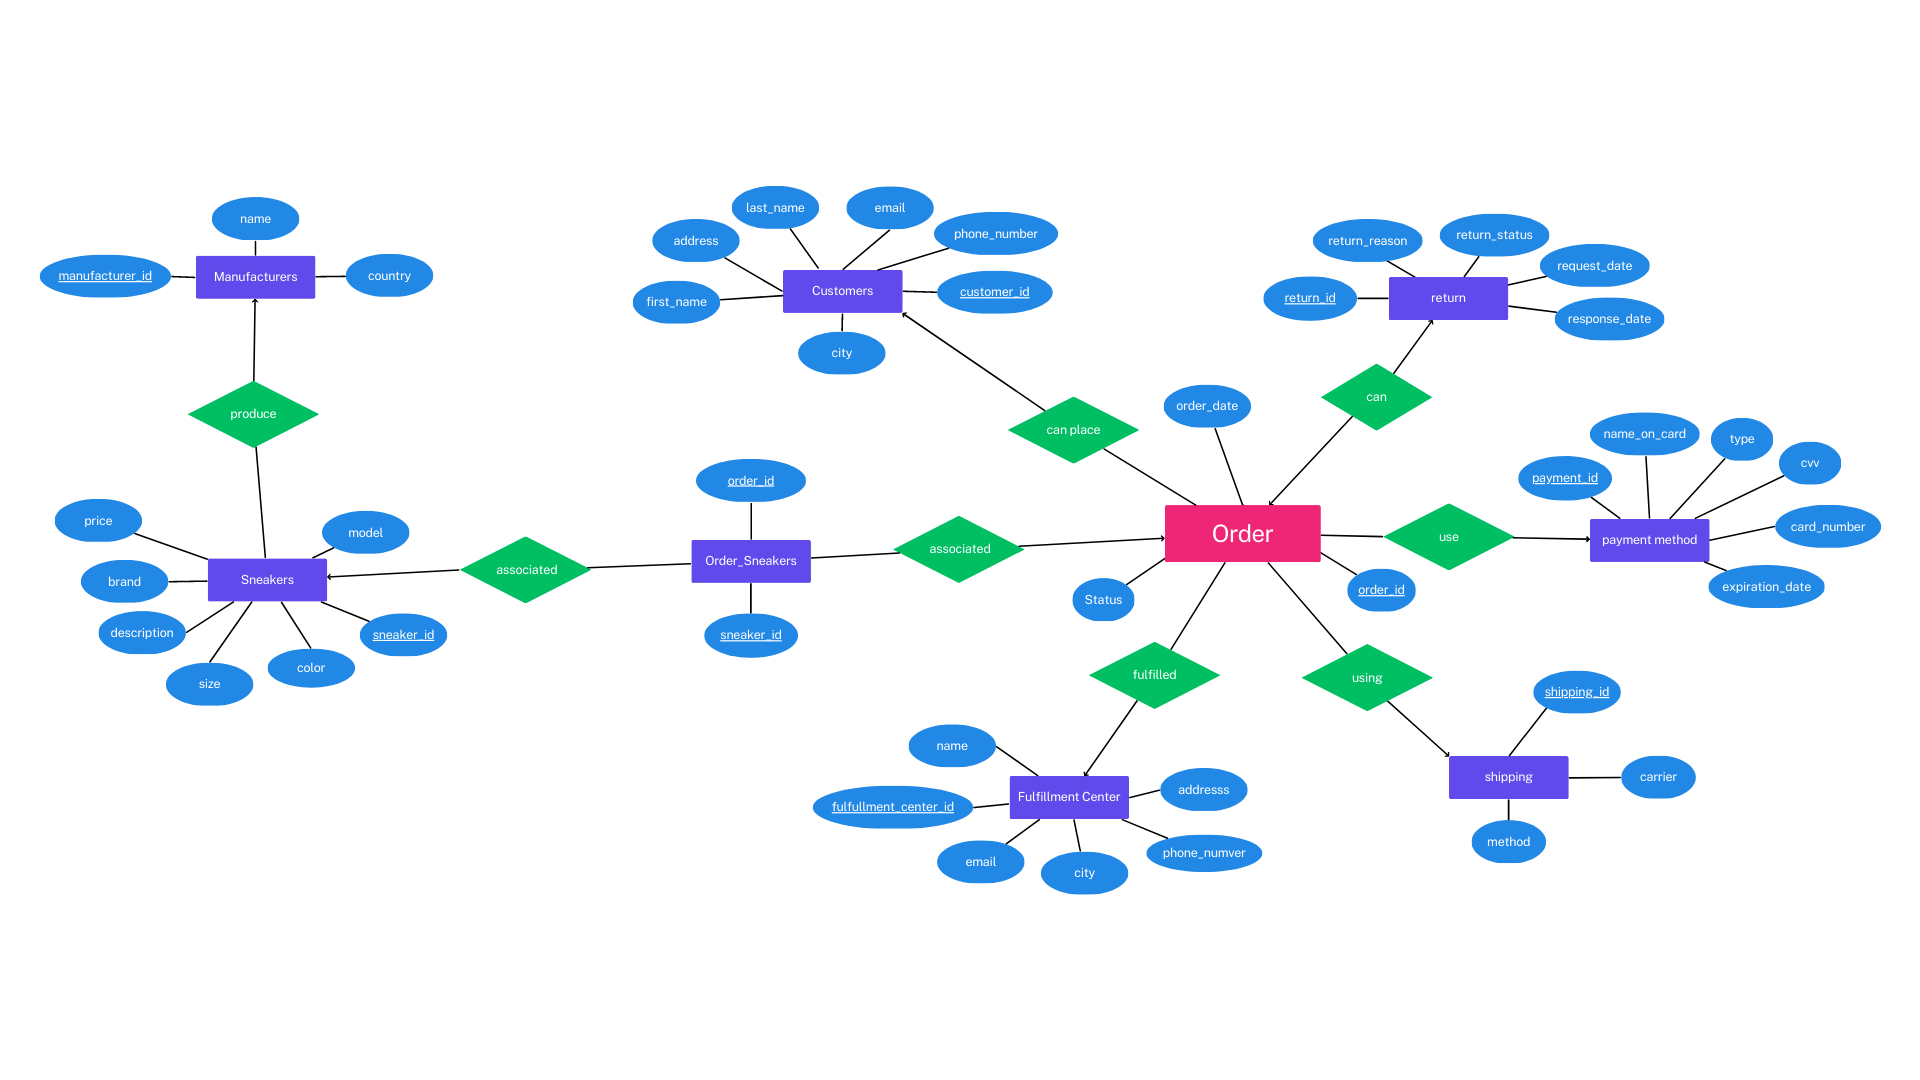 name
manufacturer_id
Manufacturers
country
produce
price
model
brand
Sneakers
description
sneaker_id
size
color
associated
order_id
Order_Sneakers
sneaker_id
associated
last_name
email
address
phone_number
first_name
Customers
customer_id
city
can place
order_date
Order
Status
order_id
can
return_reason
return_status
request_date
return_id
return
response_date
use
name_on_card
type
cvv
payment_id
payment method
card_number
expiration_date
fulfilled
using
name
fulfullment_center_id
Fulfillment Center
addresss
email
city
phone_numver
shipping_id
shipping
carrier
method